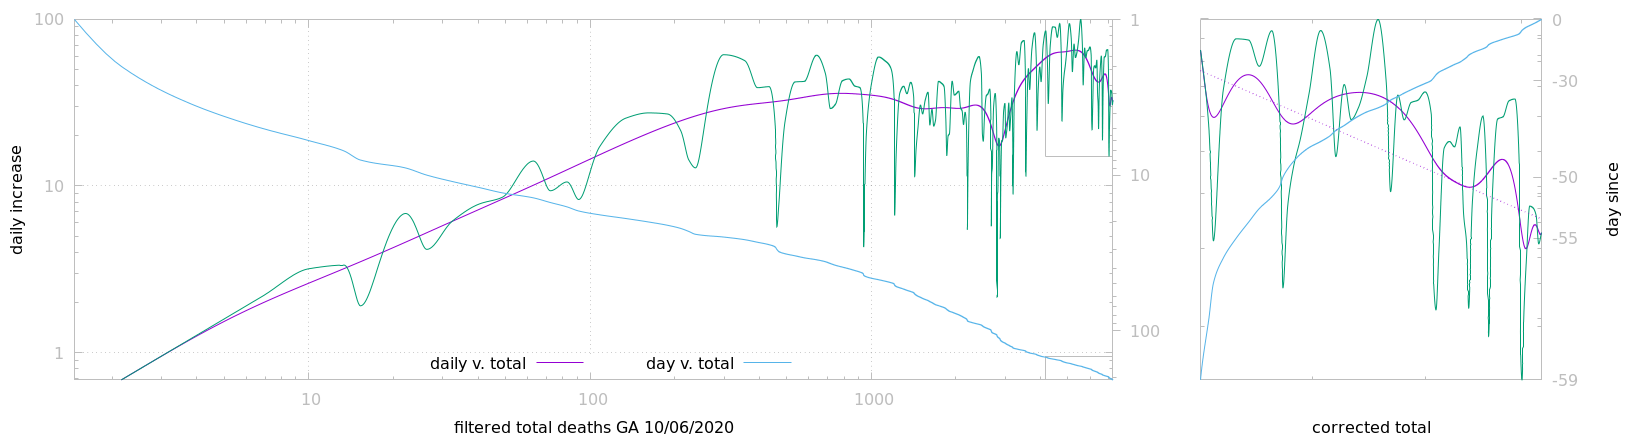 100
10
1
daily increase
10
100
1000
filtered total deaths GA 10/06/2020
daily v. total
day v. total
1
10
100
0
-30
-50
-55
-59
day since
corrected total